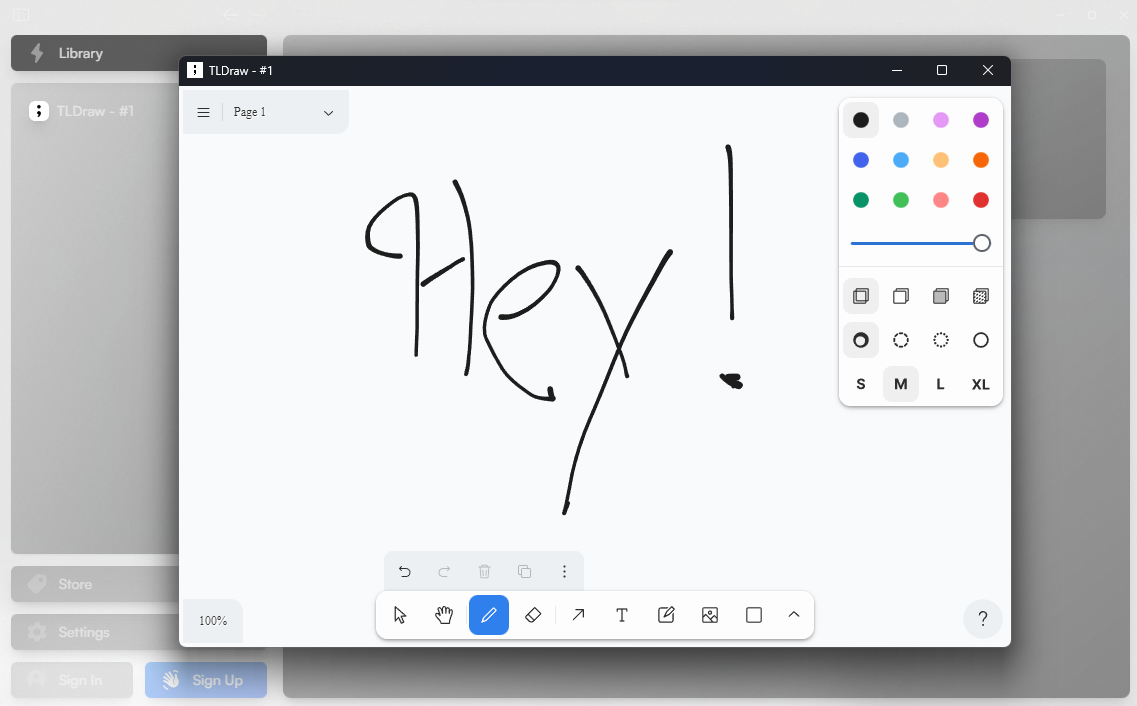 Library
TLDraw - #1
TLDraw - #1
Page 1
Hey!
S M L XL
Store
100%
T
?
Settings
Sign In
Sign Up